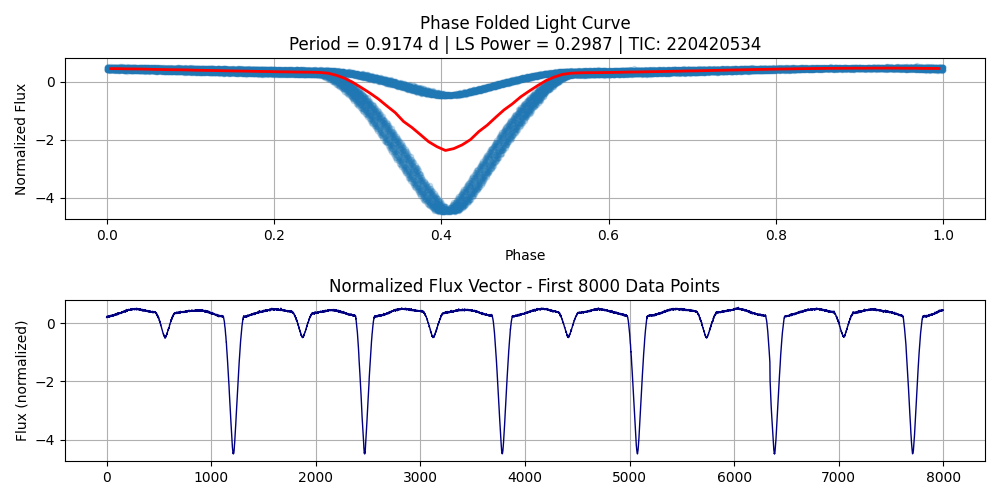 Phase Folded Light Curve
Period = 0.9174 d | LS Power = 0.2987 | TIC: 220420534
Normalized Flux
0
−2
−4
0.0 0.2 0.4 0.6 0.8 1.0
Phase
Normalized Flux Vector - First 8000 Data Points
Flux (normalized)
0
−2
−4
0 1000 2000 3000 4000 5000 6000 7000 8000